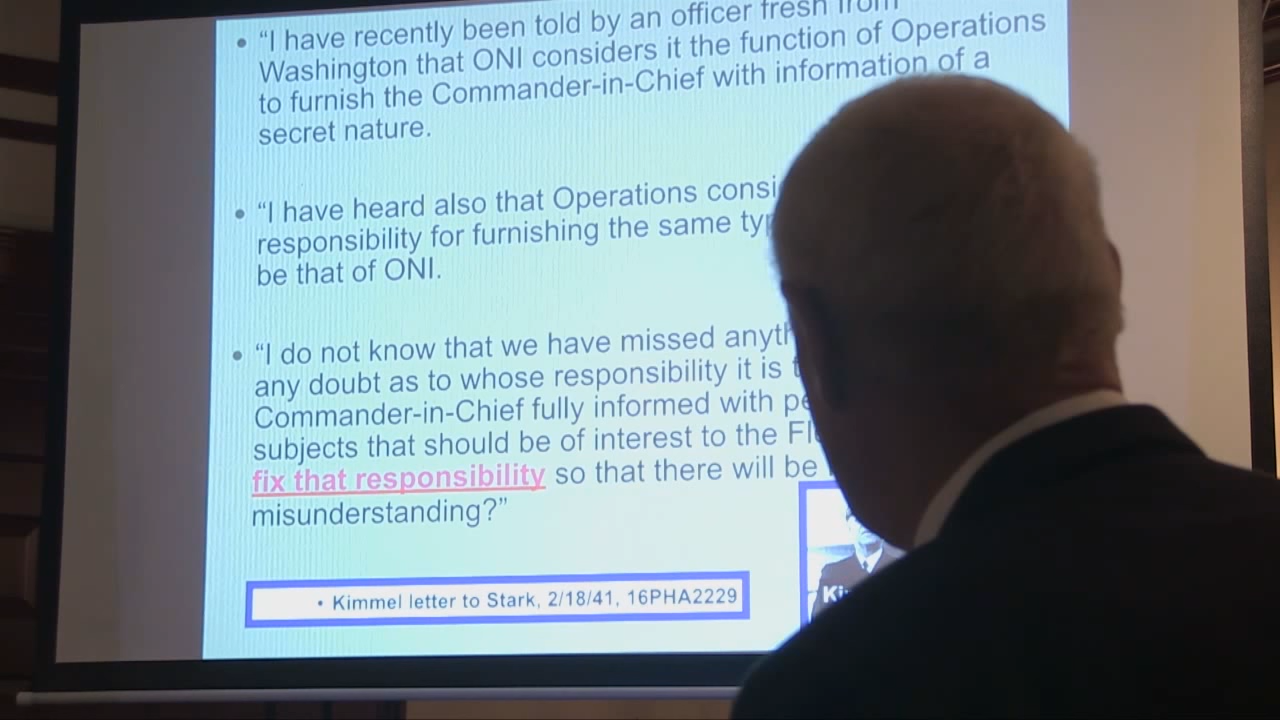 • “I have recently been told by an officer fresh from
Washington that ONI considers it the function of Operations
to furnish the Commander-in-Chief with information of a
secret nature.
• “I have heard also that Operations consi
responsibility for furnishing the same typ
be that of ONI.
• “I do not know that we have missed anyth
any doubt as to whose responsibility it is t
Commander-in-Chief fully informed with pe
subjects that should be of interest to the Fl
fix that responsibility so that there will be
misunderstanding?”
• Kimmel letter to Stark, 2/18/41, 16PHA2229
Ki